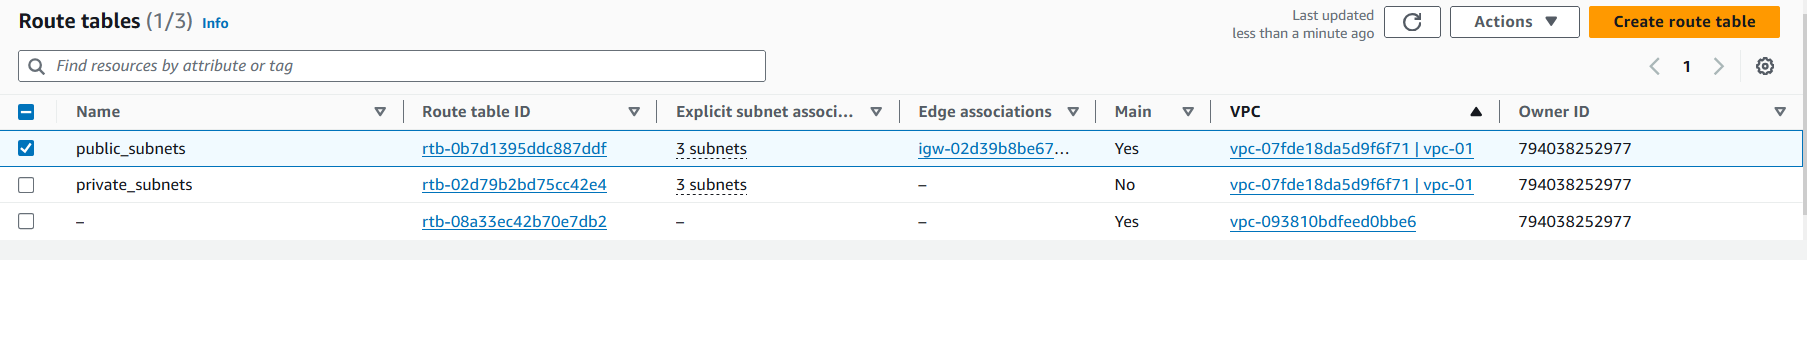 Route tables (1/3) Info
Last updated
less than a minute ago
Actions
Create route table
Find resources by attribute or tag
1
Name Route table ID Explicit subnet associ... Edge associations Main VPC Owner ID
public_subnets rtb-0b7d1395ddc887ddf 3 subnets igw-02d39b8be67... Yes vpc-07fde18da5d9f6f71 | vpc-01 794038252977
private_subnets rtb-02d79b2bd75cc42e4 3 subnets – No vpc-07fde18da5d9f6f71 | vpc-01 794038252977
– rtb-08a33ec42b70e7db2 – – Yes vpc-093810bdfeed0bbe6 794038252977